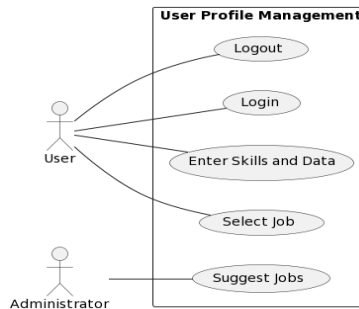 User Profile Management
Logout
Login
User
Enter Skills and Data
Select Job
Suggest Jobs
Administrator